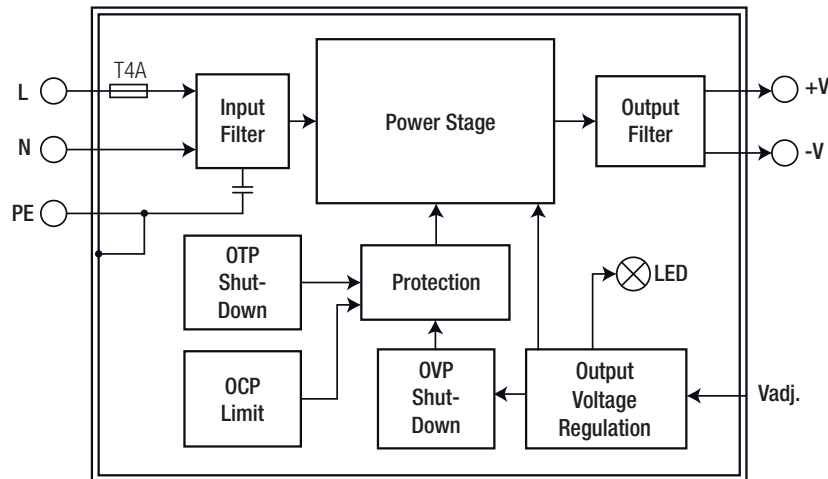 T4A
L
N
PE
Input
Filter
Power Stage
Output
Filter
+V
-V
OTP
Shut-
Down
Protection
LED
OCP
Limit
OVP
Shut-
Down
Output
Voltage
Regulation
Vadj.